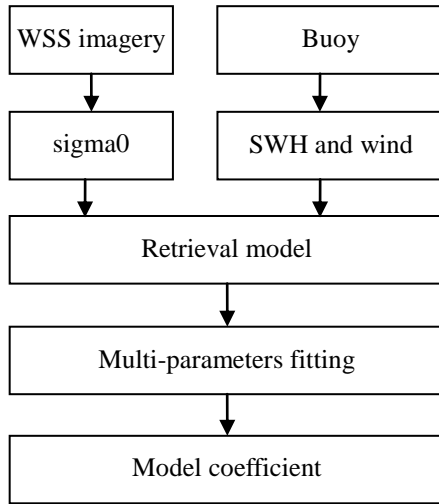 WSS imagery
Buoy
sigma0
SWH and wind
Retrieval model
Multi-parameters fitting
Model coefficient